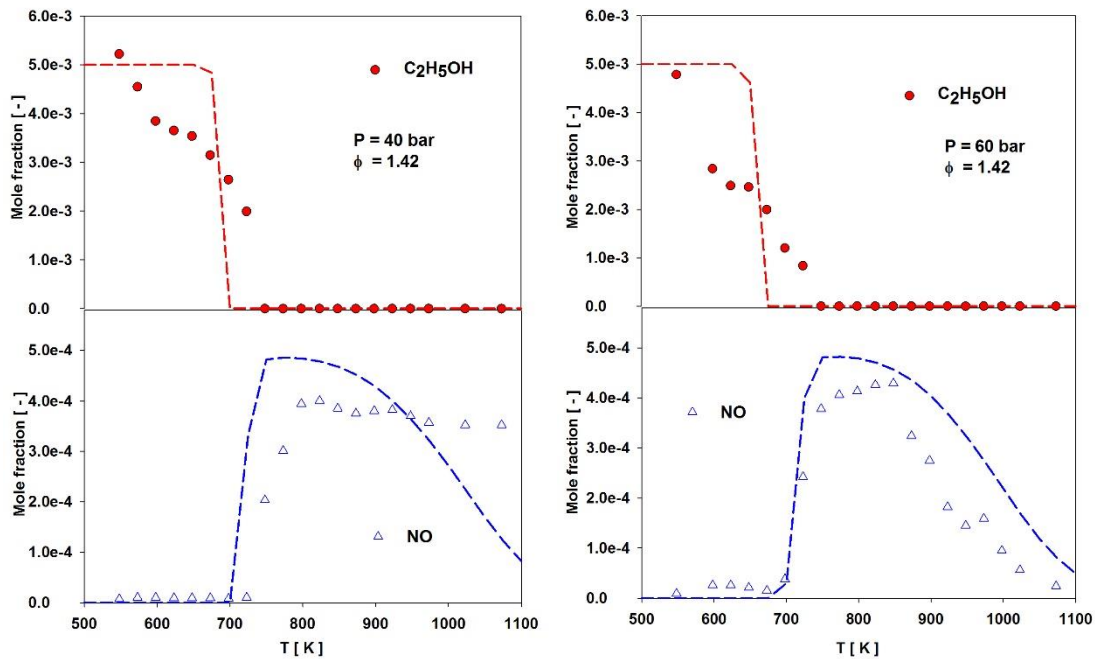 6.0e-3
5.0e-3
4.0e-3
3.0e-3
2.0e-3
1.0e-3
0.0
Mole fraction [ - ]
C2H5OH
P = 40 bar
ϕ = 1.42
5.0e-4
4.0e-4
3.0e-4
2.0e-4
1.0e-4
0.0
Mole fraction [ - ]
NO
500 600 700 800 900 1000 1100
T [ K ]
6.0e-3
5.0e-3
4.0e-3
3.0e-3
2.0e-3
1.0e-3
0.0
Mole fraction [ - ]
C2H5OH
P = 60 bar
ϕ = 1.42
5.0e-4
4.0e-4
3.0e-4
2.0e-4
1.0e-4
0.0
Mole fraction [ - ]
NO
500 600 700 800 900 1000 1100
T [ K ]